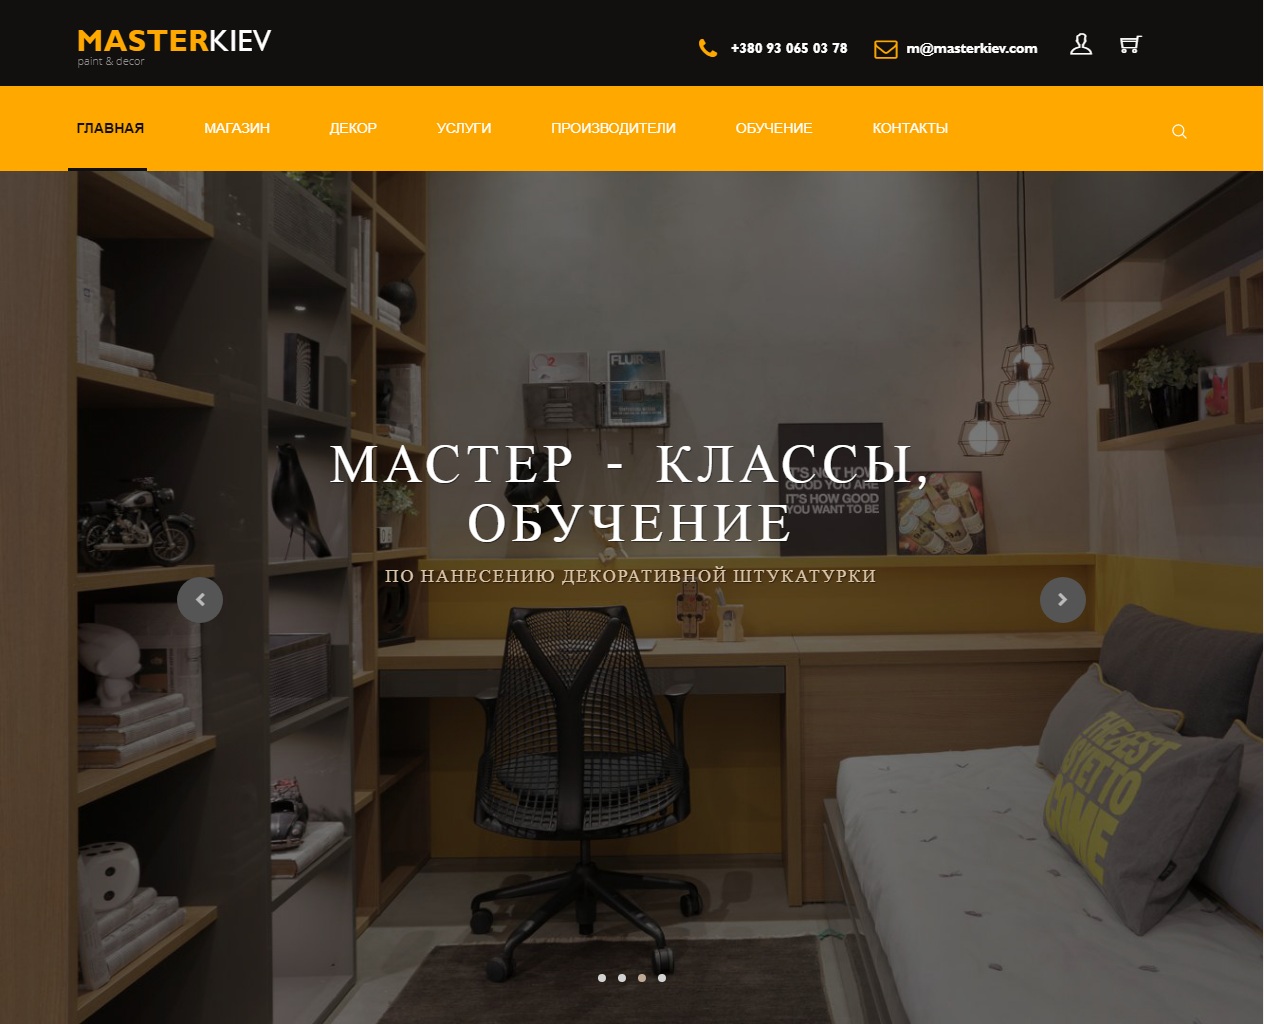 MASTERKIEV
paint & decor
+380 93 065 03 78
m@masterkiev.com
ГЛАВНАЯ
МАГАЗИН
ДЕКОР
УСЛУГИ
ПРОИЗВОДИТЕЛИ
ОБУЧЕНИЕ
КОНТАКТЫ
МАСТЕР - КЛАССЫ,
ОБУЧЕНИЕ
ПО НАНЕСЕНИЮ ДЕКОРАТИВНОЙ ШТУКАТУРКИ
IT'S NOT HOW
GOOD YOU ARE
IT'S HOW GOOD
YOU WANT TO BE
THE BEST
IS YET TO
COME